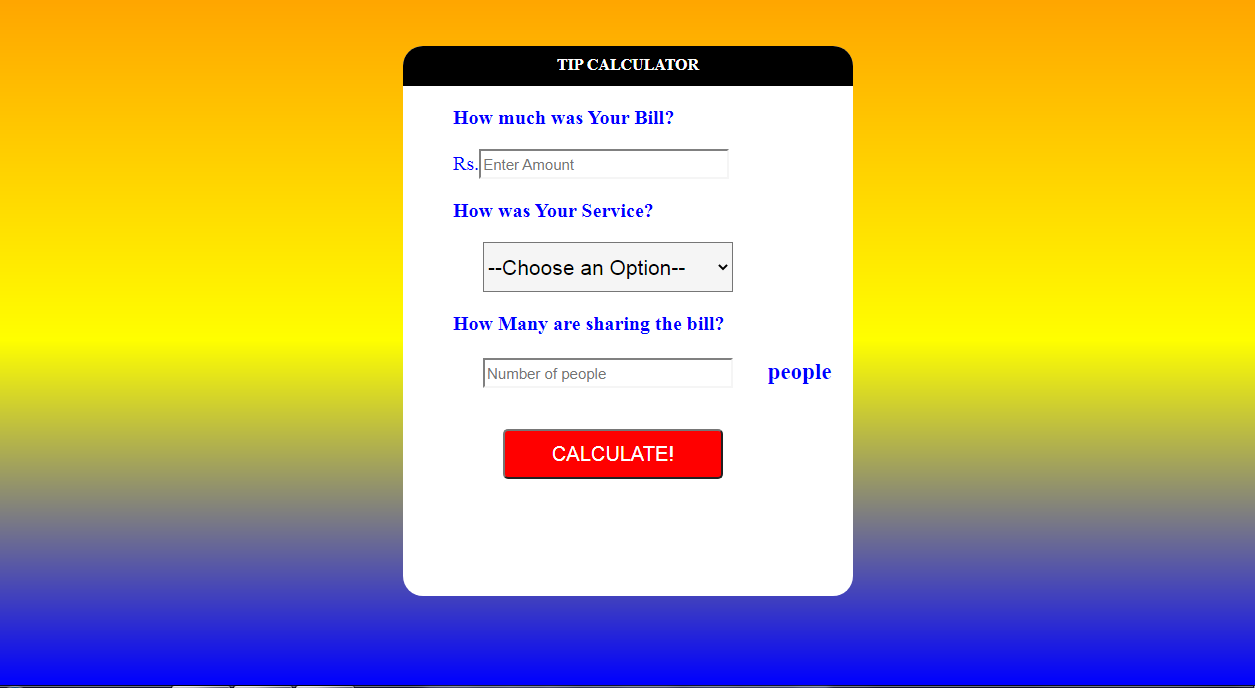 TIP CALCULATOR
How much was Your Bill?
Rs. Enter Amount
How was Your Service?
--Choose an Option--
How Many are sharing the bill?
Number of people people
CALCULATE!